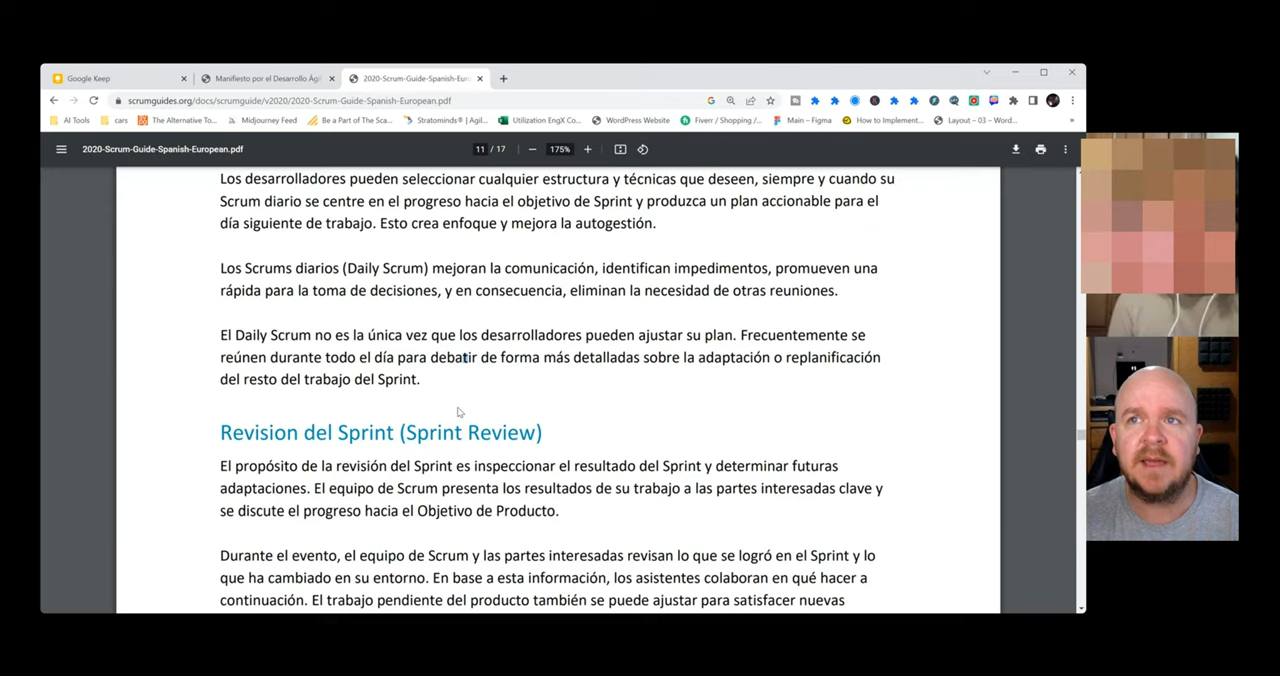 Google Keep
Manifiesto por el Desarrollo Ági
2020-Scrum-Guide-Spanish-Euro
scrumguides.org/docs/scrumguide/v2020/2020-Scrum-Guide-Spanish-European.pdf
AI Tools
cars
The Alternative To...
Midjourney Feed
Be a Part of The Sca...
Stratominds® | Agil...
Utilization EngX Co...
WordPress Website
Fiverr / Shopping /...
Main – Figma
How to Implement...
Layout – 03 – Word...
»
2020-Scrum-Guide-Spanish-European.pdf
11 / 17
175%
Los desarrolladores pueden seleccionar cualquier estructura y técnicas que deseen, siempre y cuando su
Scrum diario se centre en el progreso hacia el objetivo de Sprint y produzca un plan accionable para el
día siguiente de trabajo. Esto crea enfoque y mejora la autogestión.
Los Scrums diarios (Daily Scrum) mejoran la comunicación, identifican impedimentos, promueven una
rápida para la toma de decisiones, y en consecuencia, eliminan la necesidad de otras reuniones.
El Daily Scrum no es la única vez que los desarrolladores pueden ajustar su plan. Frecuentemente se
reúnen durante todo el día para debatir de forma más detalladas sobre la adaptación o replanificación
del resto del trabajo del Sprint.
Revision del Sprint (Sprint Review)
El propósito de la revisión del Sprint es inspeccionar el resultado del Sprint y determinar futuras
adaptaciones. El equipo de Scrum presenta los resultados de su trabajo a las partes interesadas clave y
se discute el progreso hacia el Objetivo de Producto.
Durante el evento, el equipo de Scrum y las partes interesadas revisan lo que se logró en el Sprint y lo
que ha cambiado en su entorno. En base a esta información, los asistentes colaboran en qué hacer a
continuación. El trabajo pendiente del producto también se puede ajustar para satisfacer nuevas